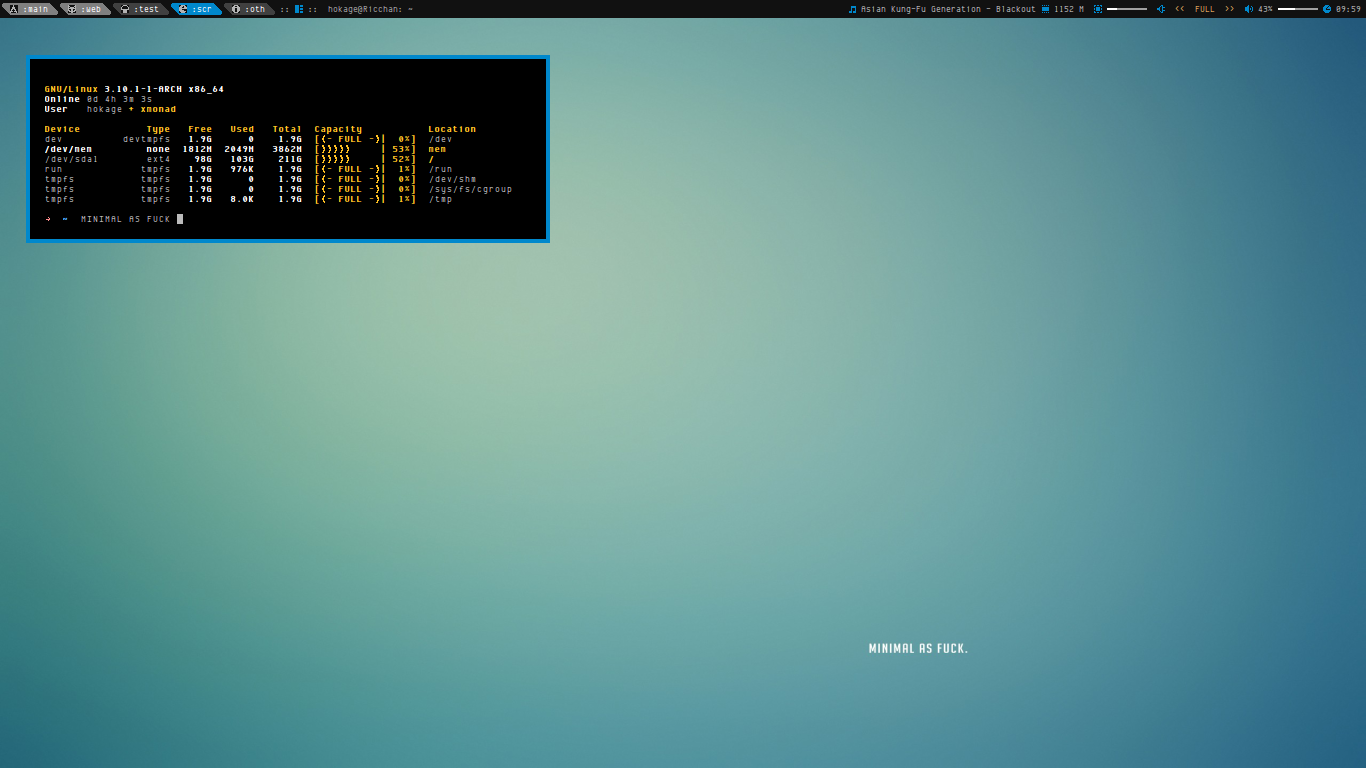 :main :web :test :scr :oth :: :: hokage@Ricchan: ~ Asian Kung-Fu Generation - Blackout 1152 M << FULL >> 43% 09:59
GNU/Linux 3.10.1-1-ARCH x86_64
Online 0d 4h 3m 3s
User hokage + xmonad
Device Type Free Used Total Capacity Location
dev devtmpfs 1.9G 0 1.9G [(- FULL -)| 0%] /dev
/dev/mem none 1812M 2049M 3862M [))))) | 53%] mem
/dev/sda1 ext4 98G 103G 211G [))))) | 52%] /
run tmpfs 1.9G 976K 1.9G [(- FULL -)| 1%] /run
tmpfs tmpfs 1.9G 0 1.9G [(- FULL -)| 0%] /dev/shm
tmpfs tmpfs 1.9G 0 1.9G [(- FULL -)| 0%] /sys/fs/cgroup
tmpfs tmpfs 1.9G 8.0K 1.9G [(- FULL -)| 1%] /tmp
→ ~ MINIMAL AS FUCK
MINIMAL AS FUCK.